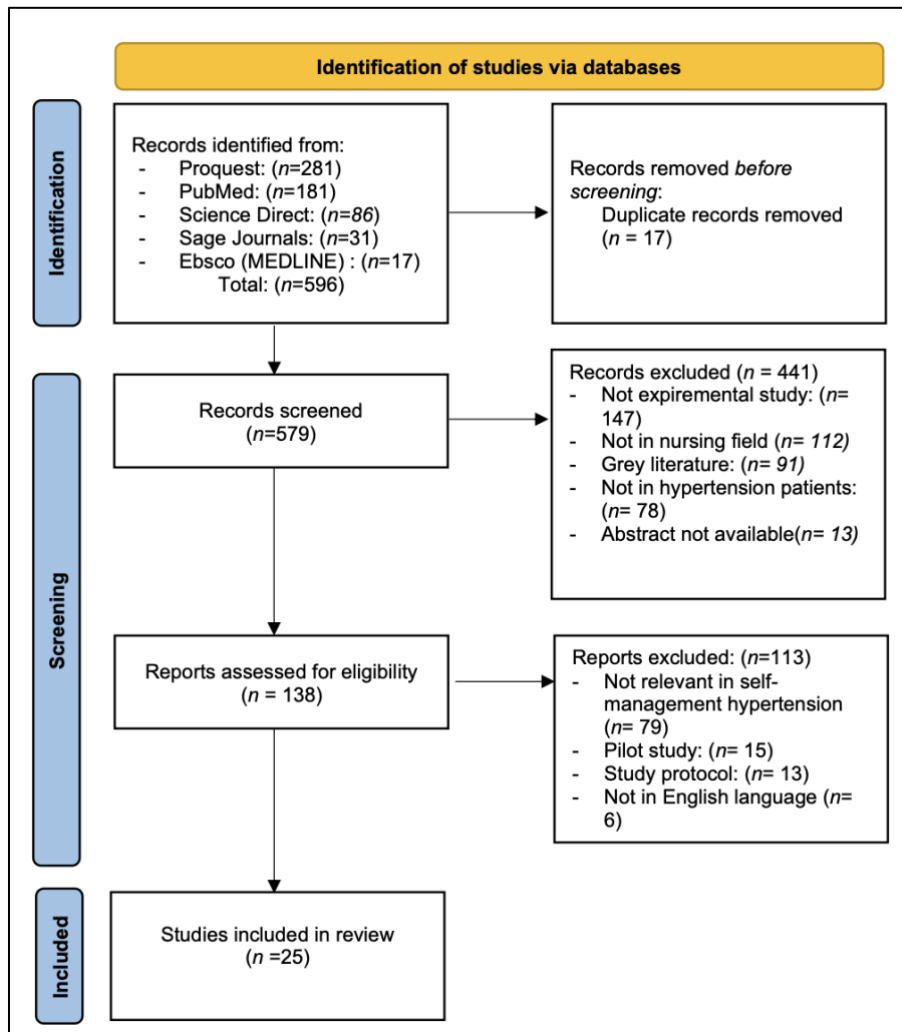 Identification of studies via databases
Identification
Records identified from:
- Proquest: (n=281)
- PubMed: (n=181)
- Science Direct: (n=86)
- Sage Journals: (n=31)
- Ebsco (MEDLINE) : (n=17)
Total: (n=596)
Records removed before
screening:
Duplicate records removed
(n = 17)
Screening
Records screened
(n=579)
Records excluded (n = 441)
- Not expiremental study: (n=
147)
- Not in nursing field (n= 112)
- Grey literature: (n= 91)
- Not in hypertension patients:
(n= 78)
- Abstract not available(n= 13)
Reports assessed for eligibility
(n = 138)
Reports excluded: (n=113)
- Not relevant in self-
management hypertension
(n= 79)
- Pilot study: (n= 15)
- Study protocol: (n= 13)
- Not in English language (n=
6)
Included
Studies included in review
(n =25)